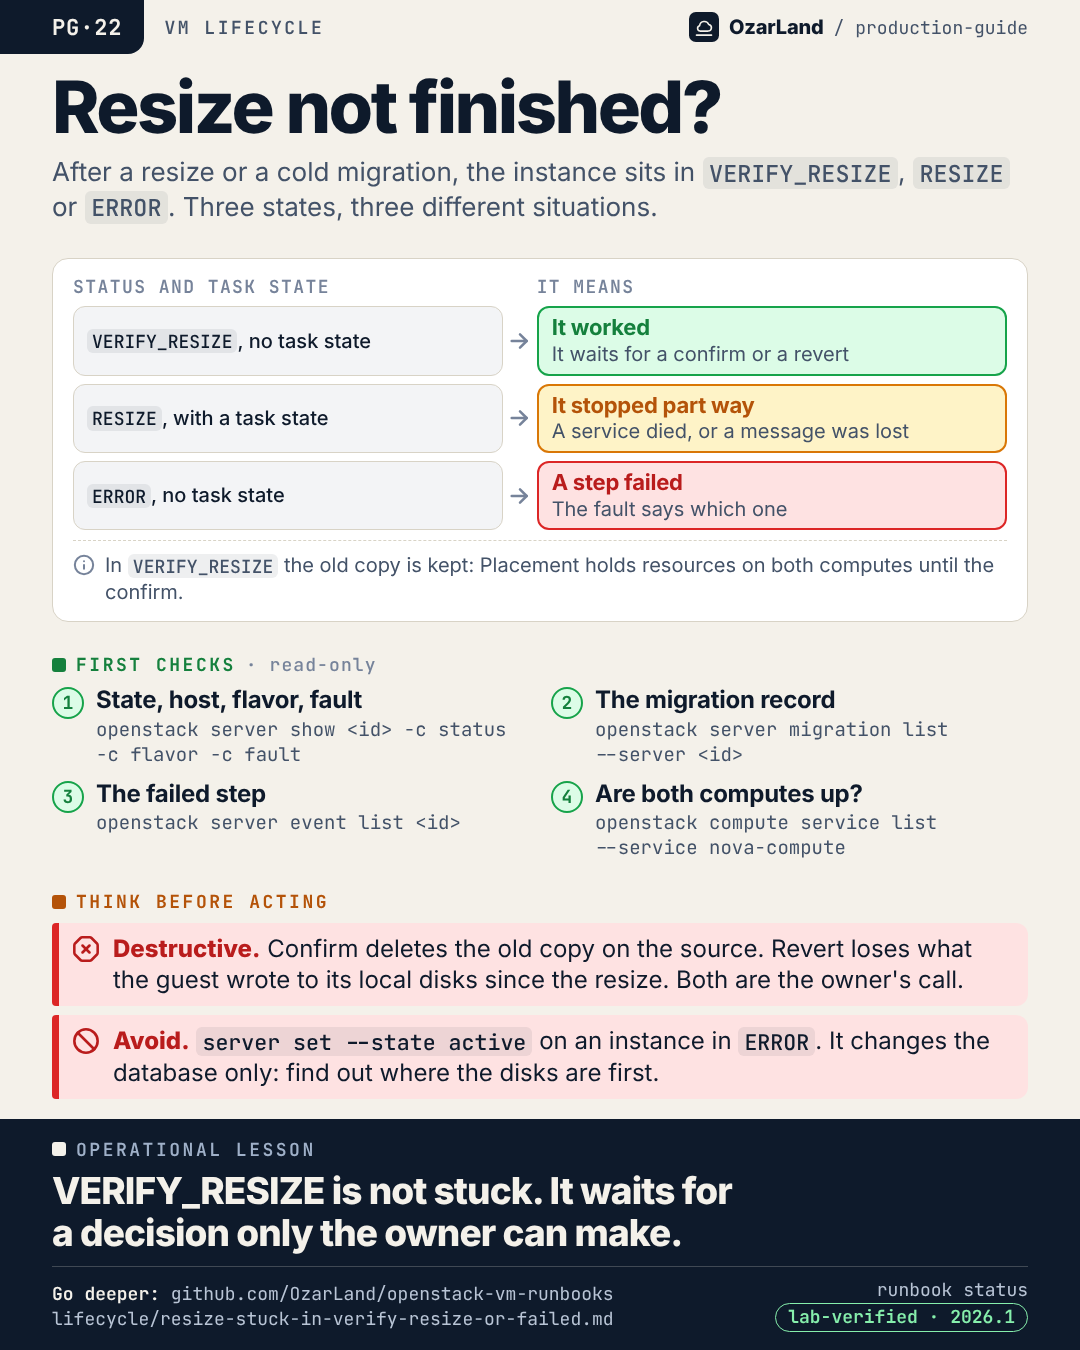 PG·22
VM LIFECYCLE
OzarLand / production-guide
Resize not finished?
After a resize or a cold migration, the instance sits in VERIFY_RESIZE, RESIZE
or ERROR. Three states, three different situations.
STATUS AND TASK STATE
IT MEANS
VERIFY_RESIZE, no task state
→
It worked
It waits for a confirm or a revert
RESIZE, with a task state
→
It stopped part way
A service died, or a message was lost
ERROR, no task state
→
A step failed
The fault says which one
In VERIFY_RESIZE the old copy is kept: Placement holds resources on both computes until the
confirm.
FIRST CHECKS · read-only
1 State, host, flavor, fault
openstack server show <id> -c status
-c flavor -c fault
2 The migration record
openstack server migration list
--server <id>
3 The failed step
openstack server event list <id>
4 Are both computes up?
openstack compute service list
--service nova-compute
THINK BEFORE ACTING
Destructive. Confirm deletes the old copy on the source. Revert loses what
the guest wrote to its local disks since the resize. Both are the owner's call.
Avoid. server set --state active on an instance in ERROR. It changes the
database only: find out where the disks are first.
OPERATIONAL LESSON
VERIFY_RESIZE is not stuck. It waits for
a decision only the owner can make.
Go deeper: github.com/OzarLand/openstack-vm-runbooks
lifecycle/resize-stuck-in-verify-resize-or-failed.md
runbook status
lab-verified · 2026.1